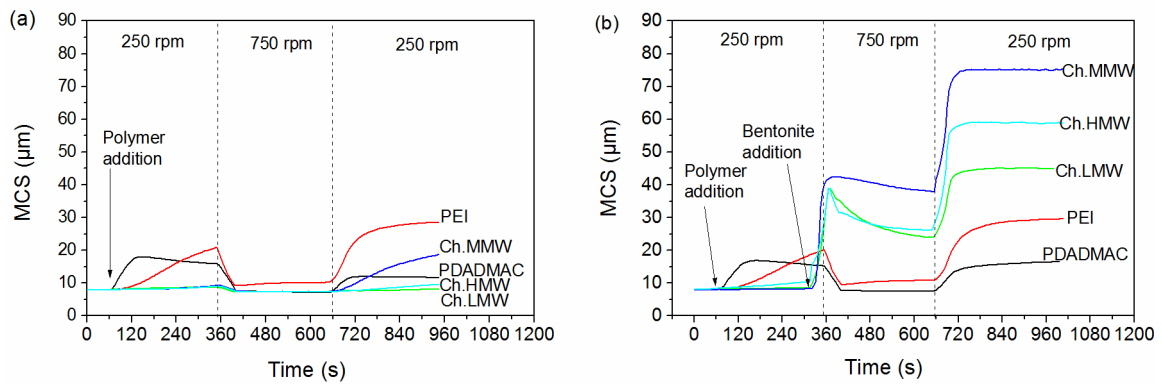 (a)
90
80
70
60
50
40
30
20
10
0
MCS (μm)
250 rpm
750 rpm
250 rpm
Polymer
addition
PEI
Ch.MMW
PDADMAC
Ch.HMW
Ch.LMW
0 120 240 360 480 600 720 840 960 1080 1200
Time (s)
(b)
90
80
70
60
50
40
30
20
10
0
MCS (μm)
250 rpm
750 rpm
250 rpm
Ch.MMW
Bentonite
addition
Ch.HMW
Polymer
addition
Ch.LMW
PEI
PDADMAC
0 120 240 360 480 600 720 840 960 1080 1200
Time (s)